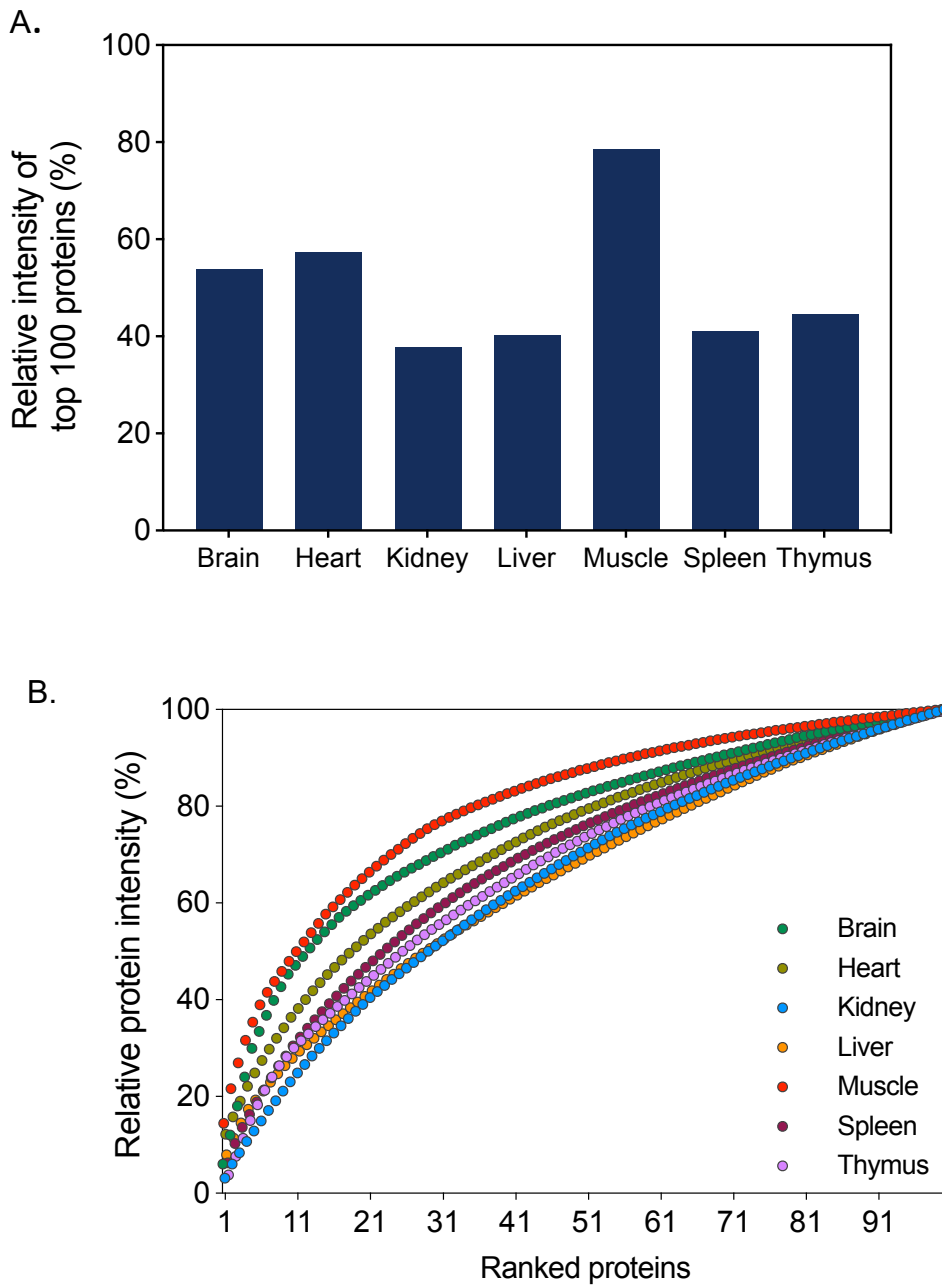 A.
100
80
60
40
20
0
Relative intensity of
top 100 proteins (%)
Brain Heart Kidney Liver Muscle Spleen Thymus
B.
100
80
60
40
20
0
Relative protein intensity (%)
Brain
Heart
Kidney
Liver
Muscle
Spleen
Thymus
1 11 21 31 41 51 61 71 81 91
Ranked proteins